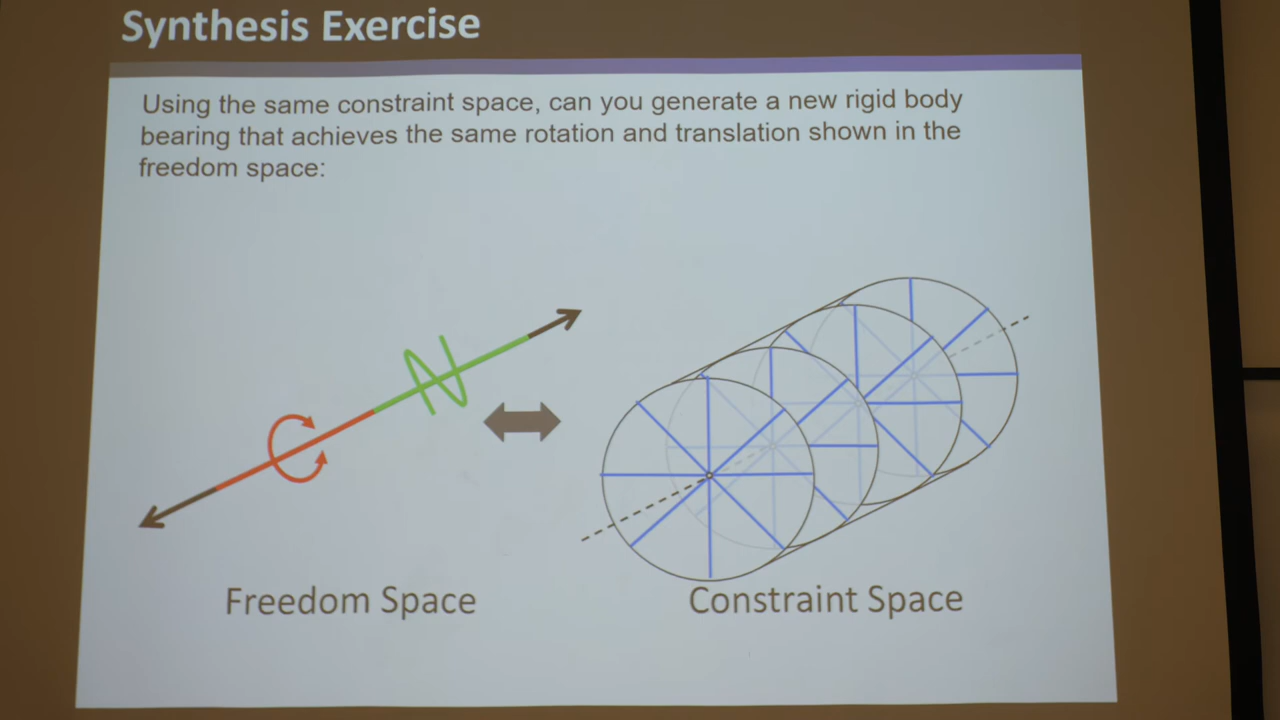 Synthesis Exercise
Using the same constraint space, can you generate a new rigid body
bearing that achieves the same rotation and translation shown in the
freedom space:
Freedom Space
Constraint Space